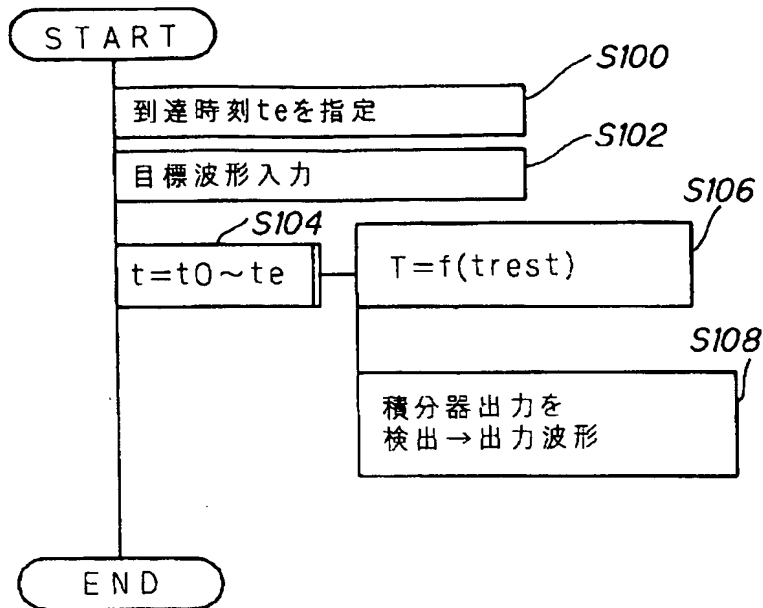 START
S100
到達時刻teを指定
S102
目標波形入力
S104
t=t0~te
S106
T=f(trest)
S108
積分器出力を
検出→出力波形
END